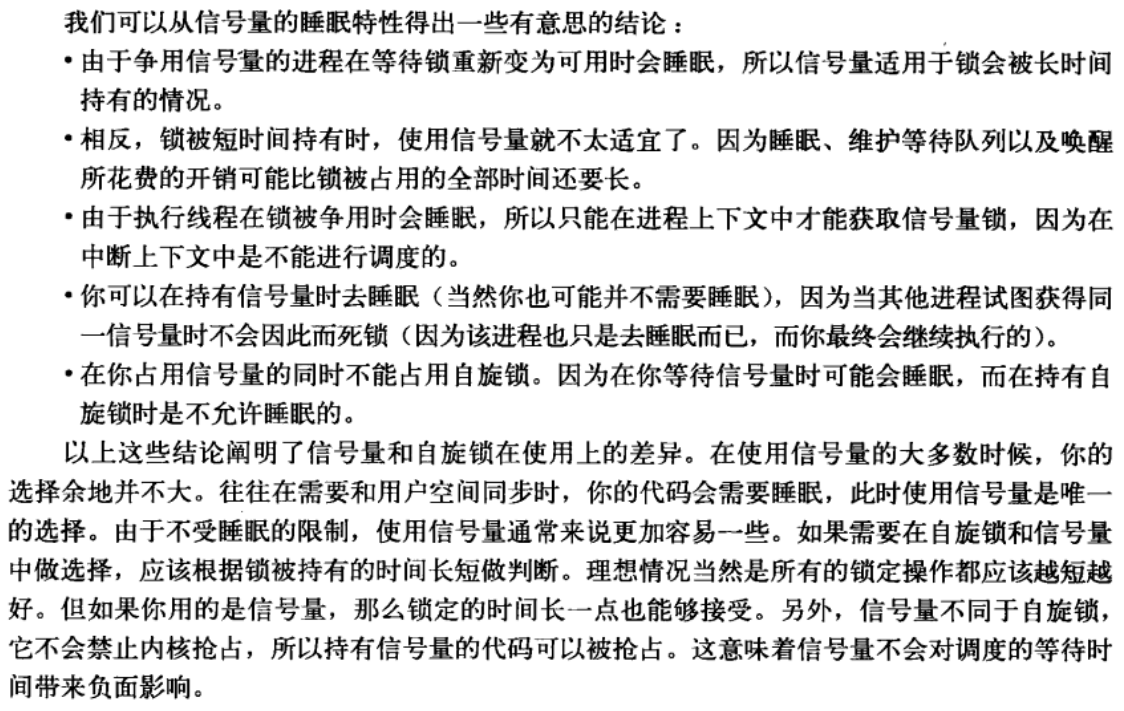 我们可以从信号量的睡眠特性得出一些有意思的结论：
• 由于争用信号量的进程在等待锁重新变为可用时会睡眠，所以信号量适用于锁会被长时间
持有的情况。
• 相反，锁被短时间持有时，使用信号量就不太适宜了。因为睡眠、维护等待队列以及唤醒
所花费的开销可能比锁被占用的全部时间还要长。
• 由于执行线程在锁被争用时会睡眠，所以只能在进程上下文中才能获取信号量锁，因为在
中断上下文中是不能进行调度的。
• 你可以在持有信号量时去睡眠（当然你也可能并不需要睡眠），因为当其他进程试图获得同
一信号量时不会因此而死锁（因为该进程也只是去睡眠而已，而你最终会继续执行的）。
• 在你占用信号量的同时不能占用自旋锁。因为在你等待信号量时可能会睡眠，而在持有自
旋锁时是不允许睡眠的。
以上这些结论阐明了信号量和自旋锁在使用上的差异。在使用信号量的大多数时候，你的
选择余地并不大。往往在需要和用户空间同步时，你的代码会需要睡眠，此时使用信号量是唯一
的选择。由于不受睡眠的限制，使用信号量通常来说更加容易一些。如果需要在自旋锁和信号量
中做选择，应该根据锁被持有的时间长短做判断。理想情况当然是所有的锁定操作都应该越短越
好。但如果你用的是信号量，那么锁定的时间长一点也能够接受。另外，信号量不同于自旋锁，
它不会禁止内核抢占，所以持有信号量的代码可以被抢占。这意味着信号量不会对调度的等待时
间带来负面影响。